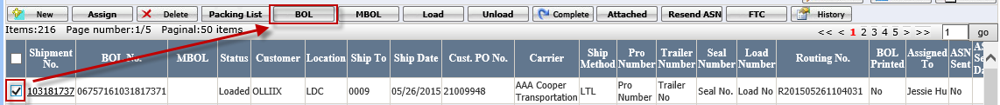 New Assign Delete Packing List BOL MBOL Load Unload Complete Attached Resend ASN FTC History
Items:216 Page number:1/5 Paginal:50 items << < 1 2 3 4 5 > >> 1 go
Shipment No. BOL No. MBOL Status Customer Location Ship To Ship Date Cust. PO No. Carrier Ship Method Pro Number Trailer Number Seal Number Load Number Routing No. BOL Printed Assigned To ASN Sent
103181737 06757161031817371 Loaded OLLIIX LDC 0009 05/26/2015 21009948 AAA Cooper Transportation LTL Pro Number Trailer No Seal No. Load No R201505261104031 No Jessie Hu No